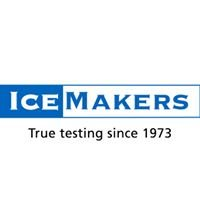 ICEMAKERS
True testing since 1973